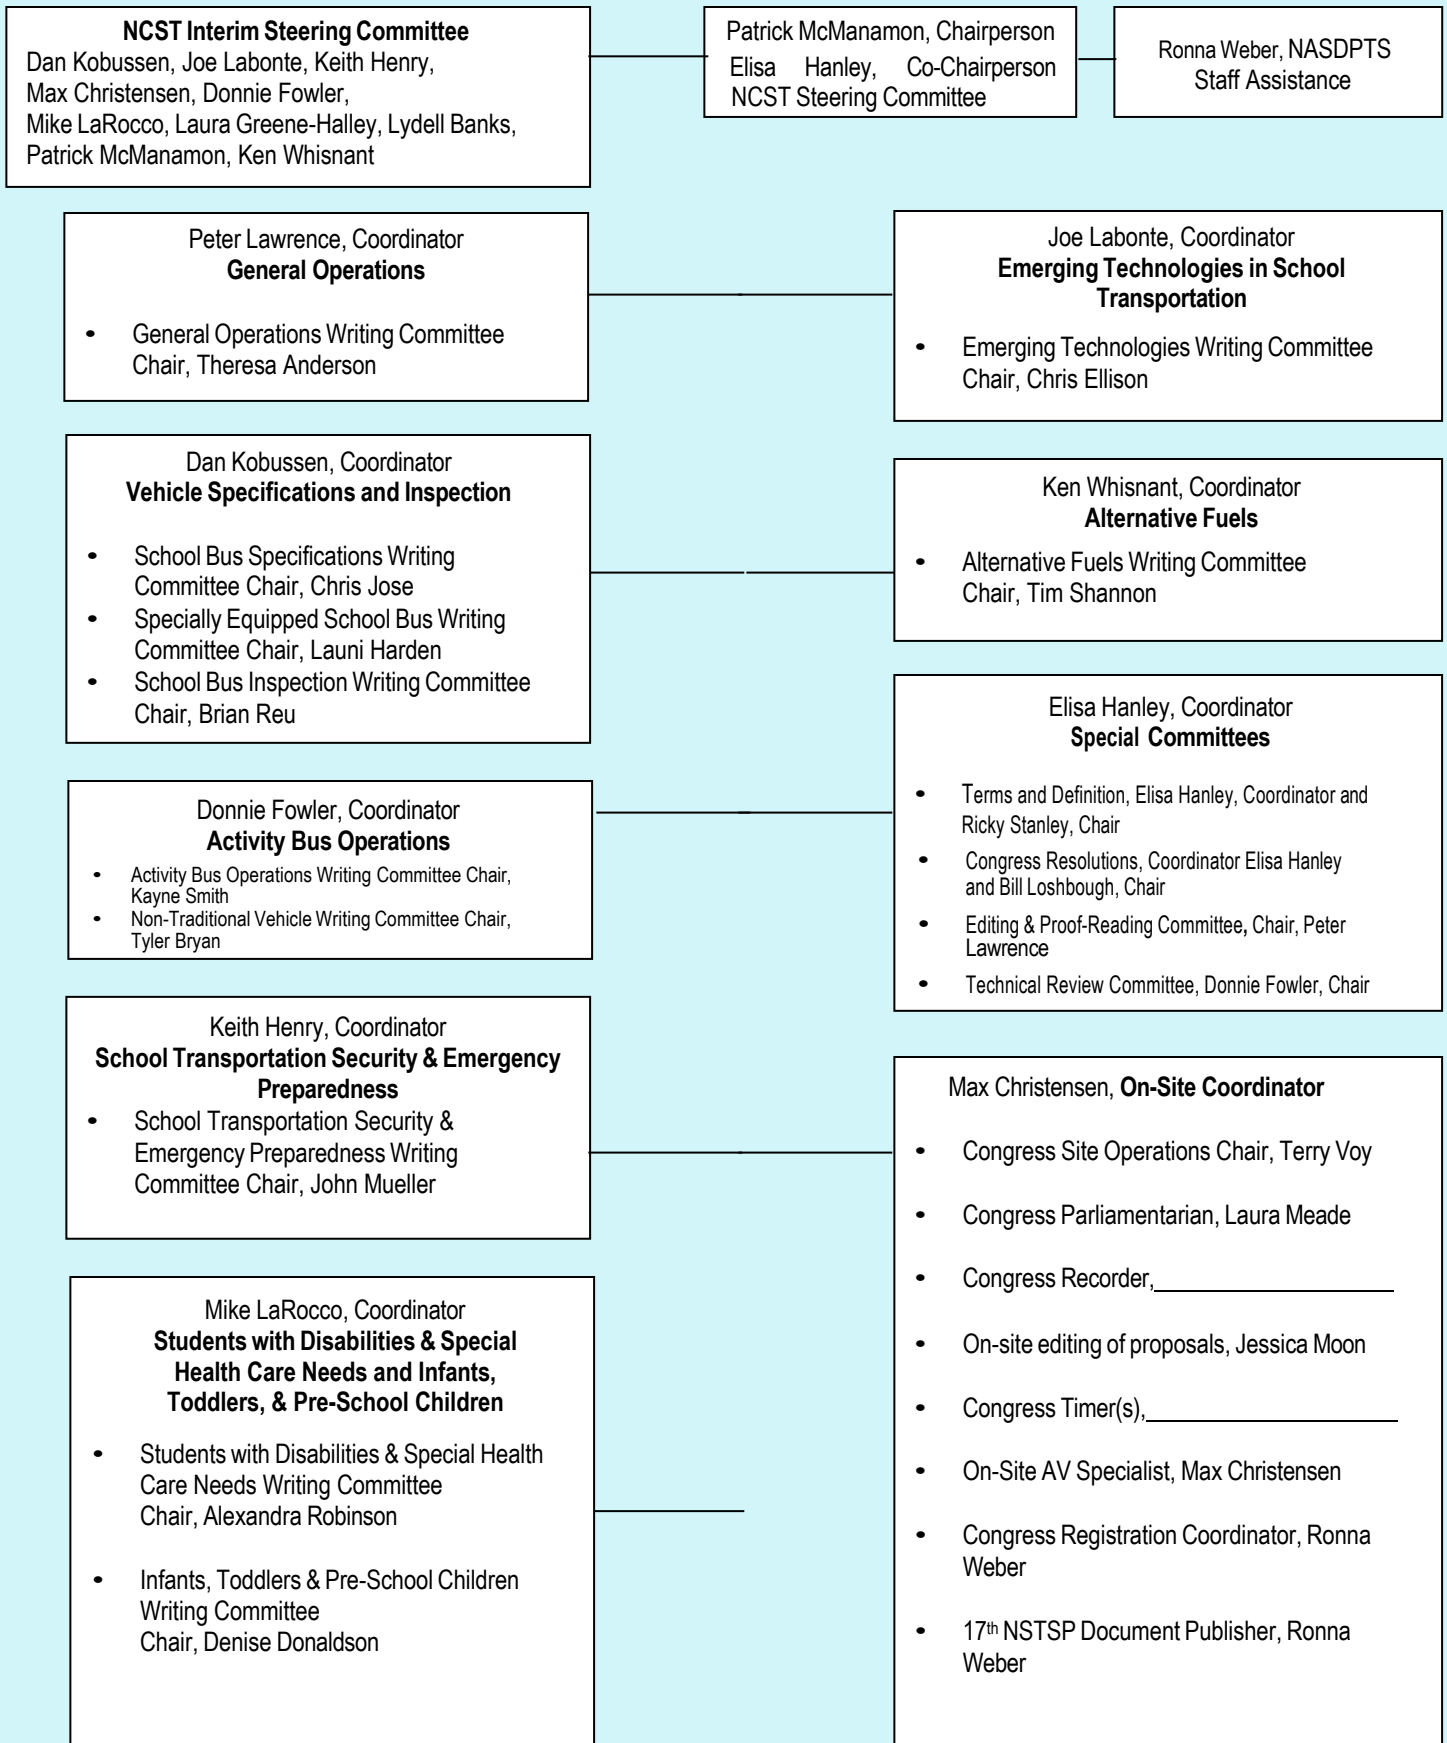 NCST Interim Steering Committee
Dan Kobussen, Joe Labonte, Keith Henry,
Max Christensen, Donnie Fowler,
Mike LaRocco, Laura Greene-Halley, Lydell Banks,
Patrick McManamon, Ken Whisnant
Patrick McManamon, Chairperson
Elisa Hanley, Co-Chairperson
NCST Steering Committee
Ronna Weber, NASDPTS
Staff Assistance
Peter Lawrence, Coordinator
General Operations
• General Operations Writing Committee
Chair, Theresa Anderson
Joe Labonte, Coordinator
Emerging Technologies in School
Transportation
• Emerging Technologies Writing Committee
Chair, Chris Ellison
Dan Kobussen, Coordinator
Vehicle Specifications and Inspection
• School Bus Specifications Writing
Committee Chair, Chris Jose
• Specially Equipped School Bus Writing
Committee Chair, Launi Harden
• School Bus Inspection Writing Committee
Chair, Brian Reu
Ken Whisnant, Coordinator
Alternative Fuels
• Alternative Fuels Writing Committee
Chair, Tim Shannon
Elisa Hanley, Coordinator
Special Committees
• Terms and Definition, Elisa Hanley, Coordinator and
Ricky Stanley, Chair
• Congress Resolutions, Coordinator Elisa Hanley
and Bill Loshbough, Chair
• Editing & Proof-Reading Committee, Chair, Peter
Lawrence
• Technical Review Committee, Donnie Fowler, Chair
Donnie Fowler, Coordinator
Activity Bus Operations
• Activity Bus Operations Writing Committee Chair,
Kayne Smith
• Non-Traditional Vehicle Writing Committee Chair,
Tyler Bryan
Keith Henry, Coordinator
School Transportation Security & Emergency
Preparedness
• School Transportation Security &
Emergency Preparedness Writing
Committee Chair, John Mueller
Max Christensen, On-Site Coordinator
• Congress Site Operations Chair, Terry Voy
• Congress Parliamentarian, Laura Meade
• Congress Recorder,____________________
• On-site editing of proposals, Jessica Moon
• Congress Timer(s),_____________________
• On-Site AV Specialist, Max Christensen
• Congress Registration Coordinator, Ronna
Weber
• 17th NSTSP Document Publisher, Ronna
Weber
Mike LaRocco, Coordinator
Students with Disabilities & Special
Health Care Needs and Infants,
Toddlers, & Pre-School Children
• Students with Disabilities & Special Health
Care Needs Writing Committee
Chair, Alexandra Robinson
• Infants, Toddlers & Pre-School Children
Writing Committee
Chair, Denise Donaldson